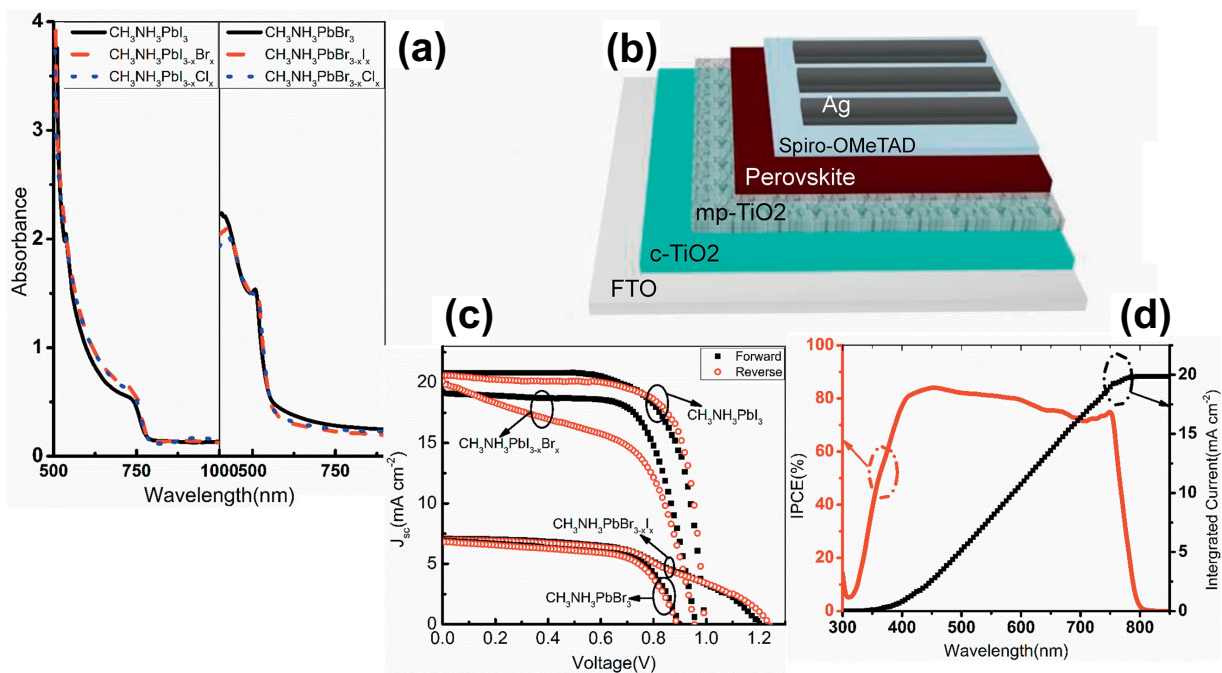 (a)
4
3
2
1
0
Absorbance
CH3NH3PbI3
CH3NH3PbI3-xBrx
CH3NH3PbI3-xClx
CH3NH3PbBr3
CH3NH3PbBr3-xIx
CH3NH3PbBr3-xClx
500 750 1000 500 750
Wavelength(nm)
(b)
Ag
Spiro-OMeTAD
Perovskite
mp-TiO2
c-TiO2
FTO
(c)
Forward
Reverse
20
15
10
5
0
Jsc(mA cm-2)
CH3NH3PbI3
CH3NH3PbI3-xBrx
CH3NH3PbBr3-xIx
CH3NH3PbBr3
0.0 0.2 0.4 0.6 0.8 1.0 1.2
Voltage(V)
(d)
100
80
60
40
20
0
IPCE(%)
20
15
10
5
0
Intergrated Current(mA cm-2)
300 400 500 600 700 800
Wavelength(nm)